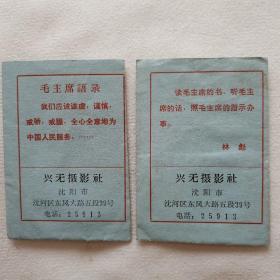 毛主席語录
我们应该谦虚，谨慎，
戒骄，戒躁，全心全意地为
中国人民服务，……
兴无摄影社
沈阳市
沈河区东风大路五段39号
电话：25913
读毛主席的书，听毛主
席的话，照毛主席的指示办
事。
林彪
兴无摄影社
沈阳市
沈河区东风大路五段39号
电话：25913